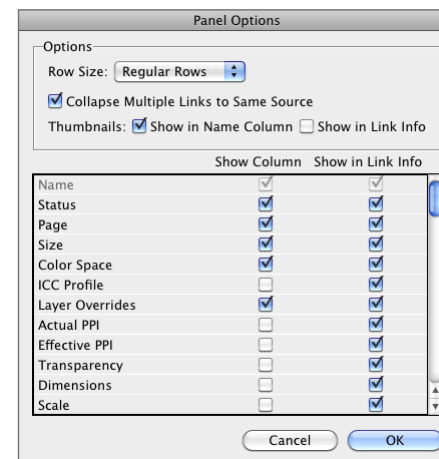 Panel Options
Options
Row Size: Regular Rows
Collapse Multiple Links to Same Source
Thumbnails: Show in Name Column Show in Link Info
Show Column Show in Link Info
Name
Status
Page
Size
Color Space
ICC Profile
Layer Overrides
Actual PPI
Effective PPI
Transparency
Dimensions
Scale
Cancel OK